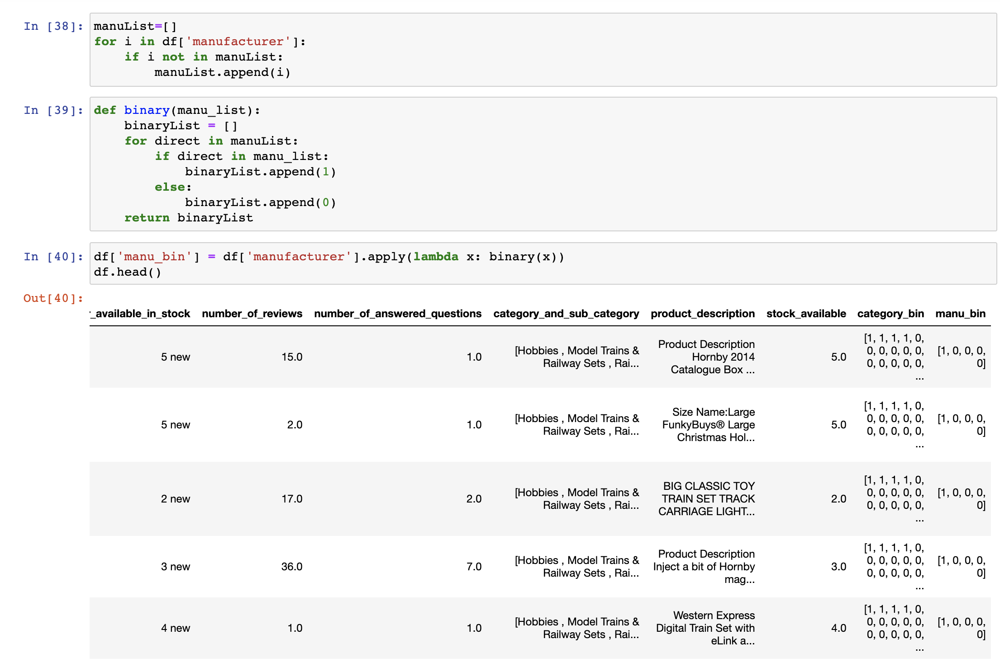 In [38]: manuList=[]
for i in df['manufacturer']:
    if i not in manuList:
        manuList.append(i)
In [39]: def binary(manu_list):
    binaryList = []
    for direct in manuList:
        if direct in manu_list:
            binaryList.append(1)
        else:
            binaryList.append(0)
    return binaryList
In [40]: df['manu_bin'] = df['manufacturer'].apply(lambda x: binary(x))
df.head()
Out[40]:
_available_in_stock number_of_reviews number_of_answered_questions category_and_sub_category product_description stock_available category_bin manu_bin
5 new 15.0 1.0 [Hobbies , Model Trains &
Railway Sets , Rai... Product Description
Hornby 2014
Catalogue Box ... 5.0 [1, 1, 1, 1, 0,
0, 0, 0, 0, 0,
0, 0, 0, 0, 0,
... [1, 0, 0, 0,
0]
5 new 2.0 1.0 [Hobbies , Model Trains &
Railway Sets , Rai... Size Name:Large
FunkyBuys® Large
Christmas Hol... 5.0 [1, 1, 1, 1, 0,
0, 0, 0, 0, 0,
0, 0, 0, 0, 0,
... [1, 0, 0, 0,
0]
2 new 17.0 2.0 [Hobbies , Model Trains &
Railway Sets , Rai... BIG CLASSIC TOY
TRAIN SET TRACK
CARRIAGE LIGHT... 2.0 [1, 1, 1, 1, 0,
0, 0, 0, 0, 0,
0, 0, 0, 0, 0,
... [1, 0, 0, 0,
0]
3 new 36.0 7.0 [Hobbies , Model Trains &
Railway Sets , Rai... Product Description
Inject a bit of Hornby
mag... 3.0 [1, 1, 1, 1, 0,
0, 0, 0, 0, 0,
0, 0, 0, 0, 0,
... [1, 0, 0, 0,
0]
4 new 1.0 1.0 [Hobbies , Model Trains &
Railway Sets , Rai... Western Express
Digital Train Set with
eLink a... 4.0 [1, 1, 1, 1, 0,
0, 0, 0, 0, 0,
0, 0, 0, 0, 0,
... [1, 0, 0, 0,
0]